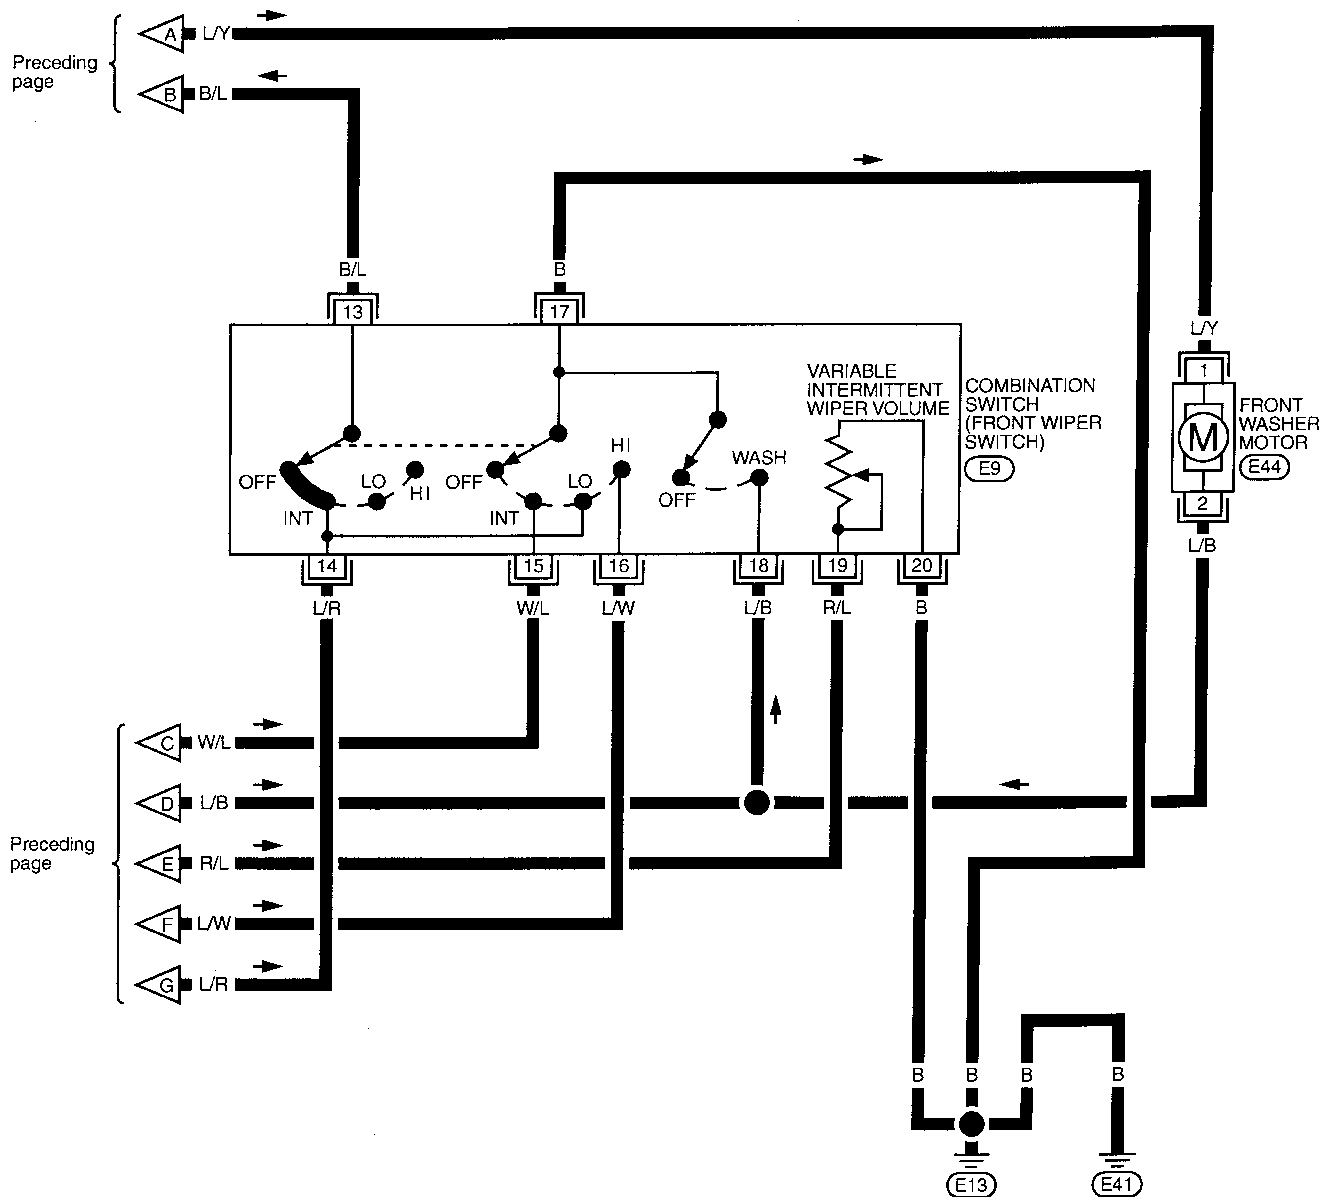 A L/Y
Preceding
page
B B/L
B/L
B
13
17
L/Y
1
VARIABLE
INTERMITTENT
WIPER VOLUME
COMBINATION
SWITCH
(FRONT WIPER
SWITCH)
E9
M
FRONT
WASHER
MOTOR
E44
2
L/B
OFF
INT
LO
HI
OFF
INT
LO
HI
OFF
WASH
14
15
16
18
19
20
L/R
W/L
L/W
L/B
R/L
B
C W/L
D L/B
Preceding
page
E R/L
F L/W
G L/R
B
B
B
B
E13
E41